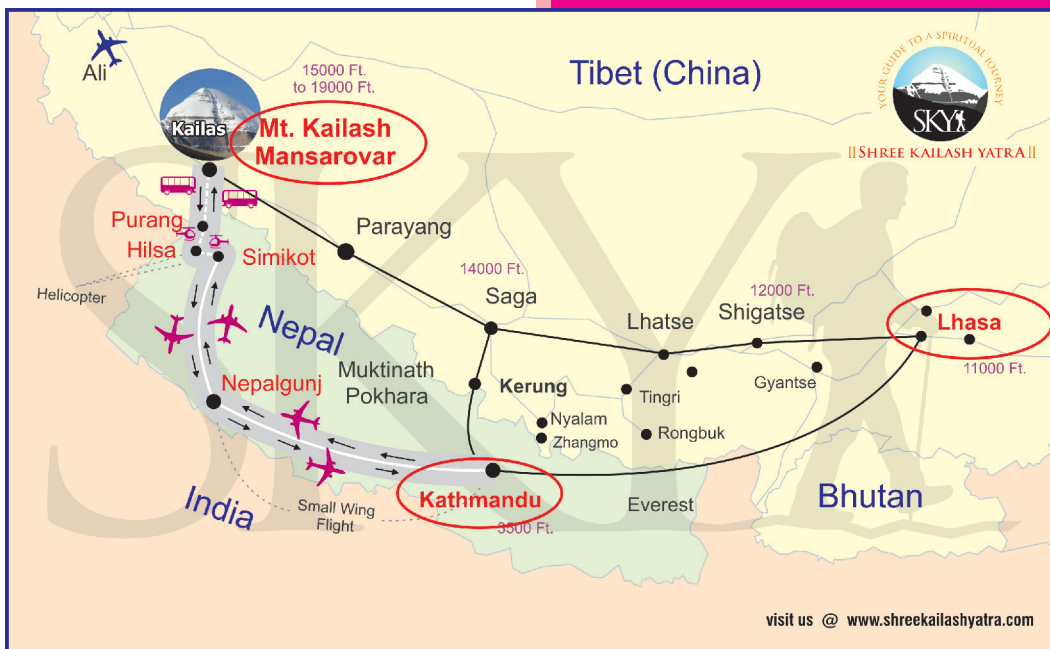 Ali
15000 Ft.
to 19000 Ft.
Tibet (China)
YOUR GUIDE TO A SPIRITUAL JOURNEY
SKY
|| SHREE KAILASH YATRA ||
Kailas
Mt. Kailash
Mansarovar
Purang
Hilsa
Simikot
Helicopter
Parayang
14000 Ft.
Saga
12000 Ft.
Shigatse
Lhatse
Lhasa
11000 Ft.
Nepal
Muktinath
Pokhara
Nepalgunj
Kerung
Tingri
Gyantse
Nyalam
Zhangmo
Rongbuk
Kathmandu
3500 Ft.
Small Wing
Flight
India
Everest
Bhutan
SKY
visit us @ www.shreekailashyatra.com